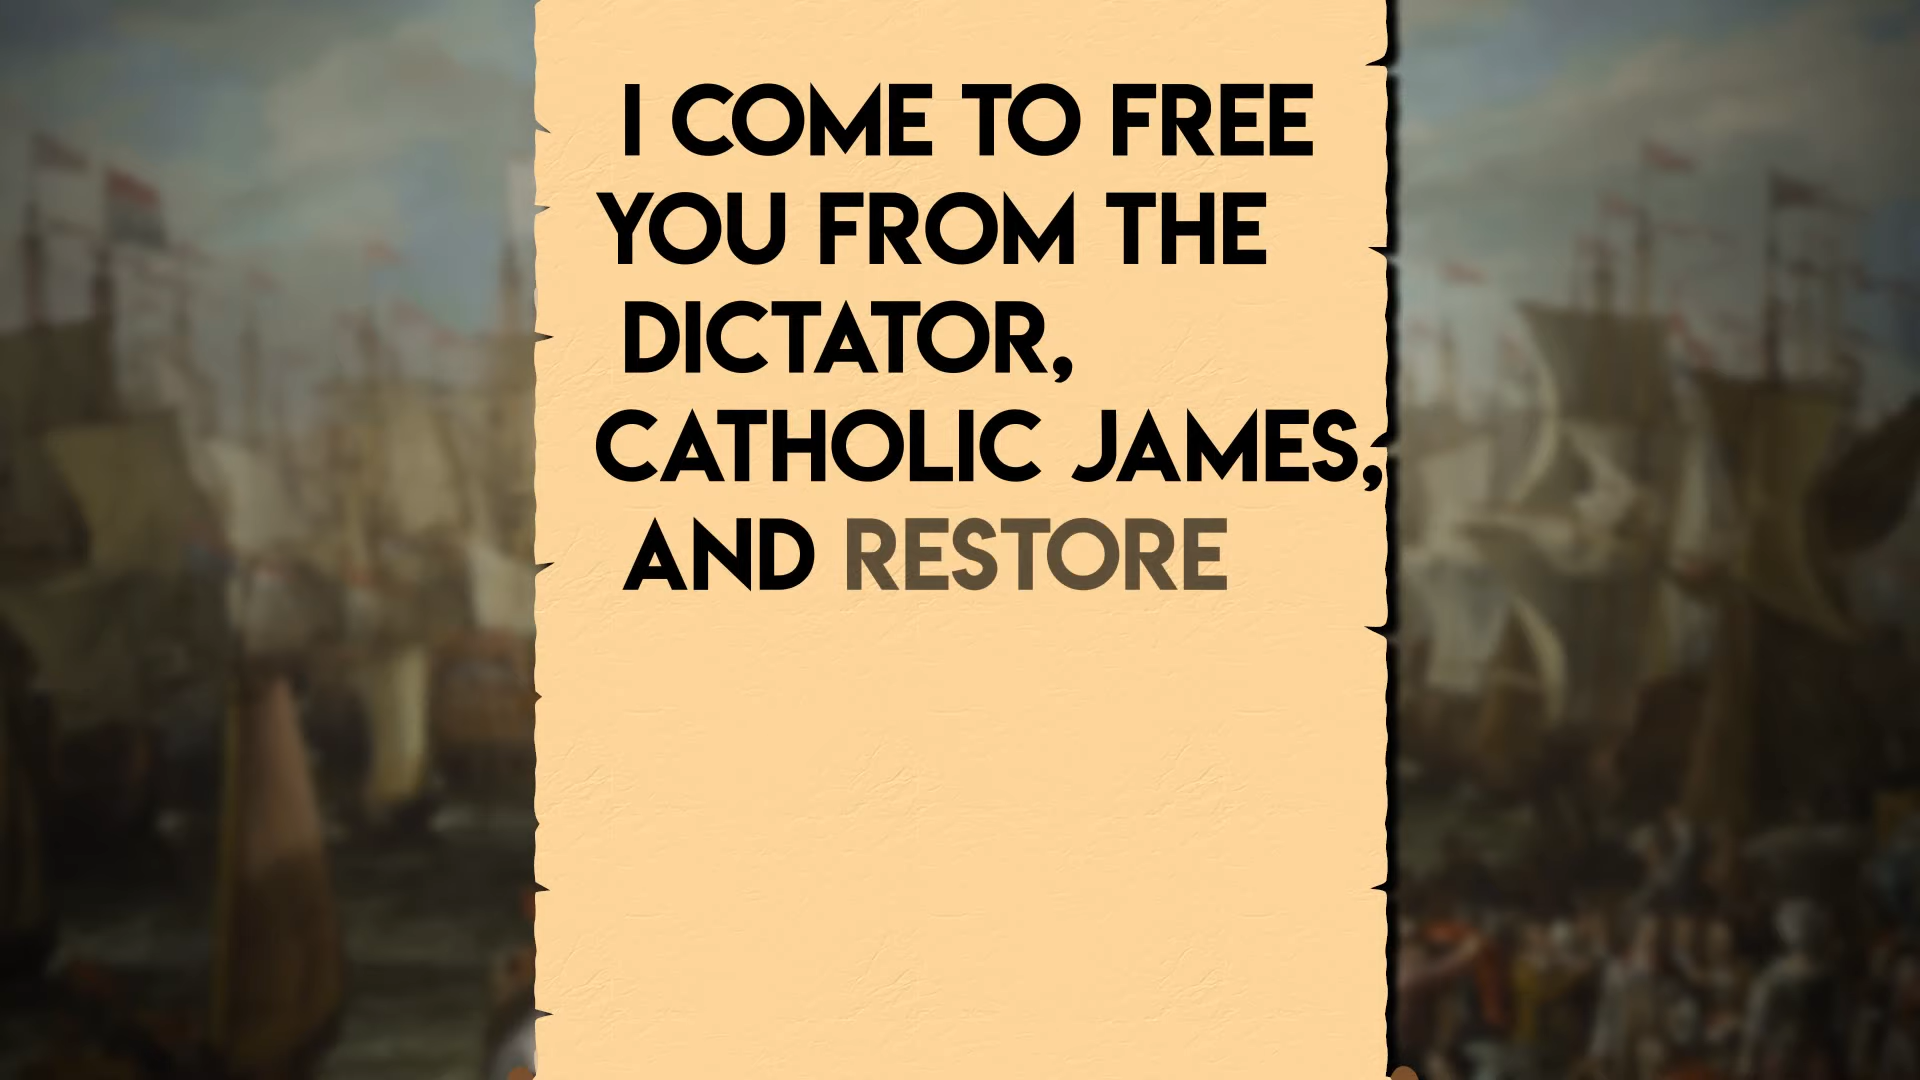 I COME TO FREE
YOU FROM THE
DICTATOR,
CATHOLIC JAMES,
AND RESTORE